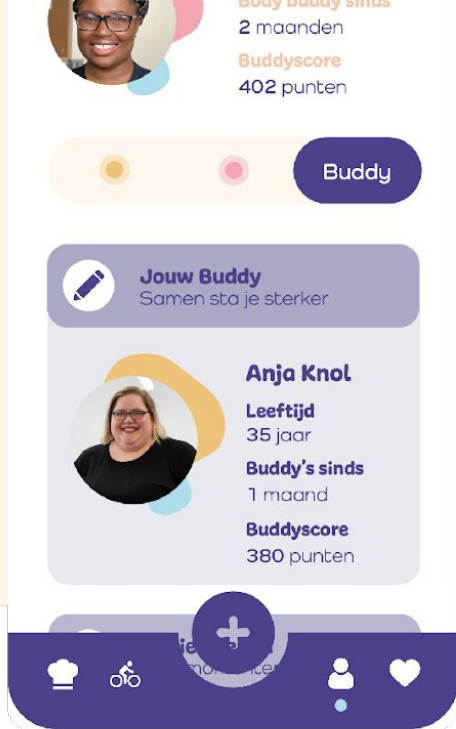 Body buddy sinds
2 maanden
Buddyscore
402 punten
Buddy
Jouw Buddy
Samen sta je sterker
Anja Knol
Leeftijd
35 jaar
Buddy's sinds
1 maand
Buddyscore
380 punten